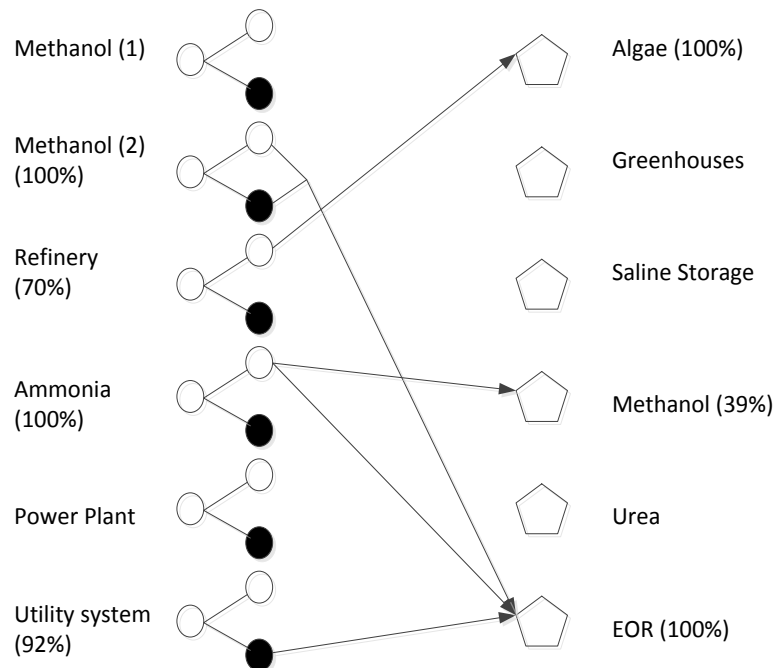 Methanol (1)
Methanol (2)
(100%)
Refinery
(70%)
Ammonia
(100%)
Power Plant
Utility system
(92%)
Algae (100%)
Greenhouses
Saline Storage
Methanol (39%)
Urea
EOR (100%)